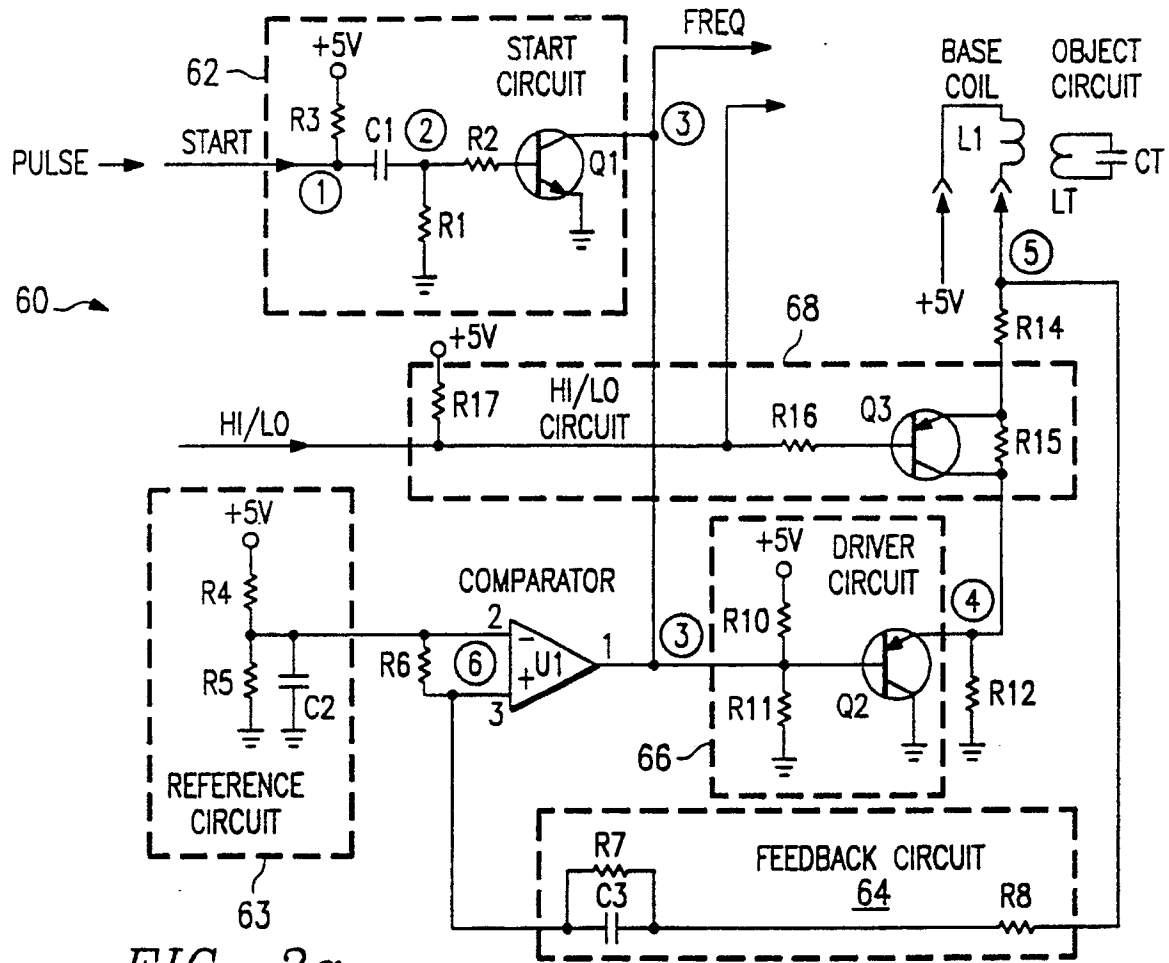 FREQ
+5V
START
CIRCUIT
62
BASE
COIL
OBJECT
CIRCUIT
R3
C1
2
R2
3
PULSE
START
Q1
L1
CT
1
R1
LT
5
60
+5V
68
R14
+5V
R17
HI/LO
CIRCUIT
R16
Q3
HI/LO
R15
+5V
+5V
DRIVER
CIRCUIT
R4
COMPARATOR
4
2
R10
R6
6
-
U1
1
3
R5
C2
+
3
R11
Q2
R12
66
REFERENCE
CIRCUIT
R7
FEEDBACK CIRCUIT
64
C3
R8
63